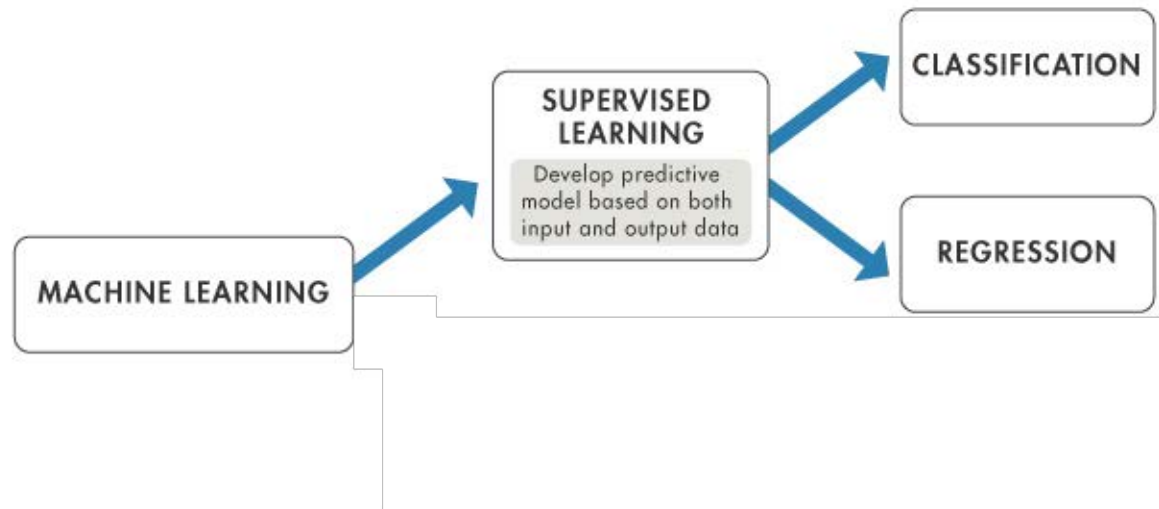 MACHINE LEARNING
SUPERVISED
LEARNING
Develop predictive
model based on both
input and output data
CLASSIFICATION
REGRESSION